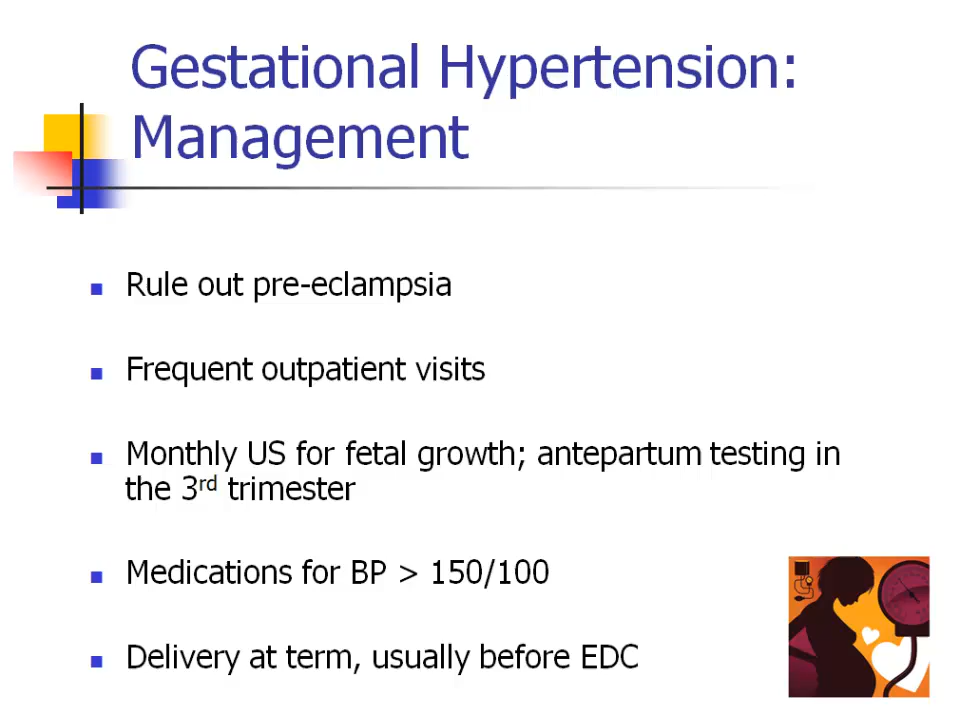 Gestational Hypertension:
Management
Rule out pre-eclampsia
Frequent outpatient visits
Monthly US for fetal growth; antepartum testing in
the 3rd trimester
Medications for BP > 150/100
Delivery at term, usually before EDC